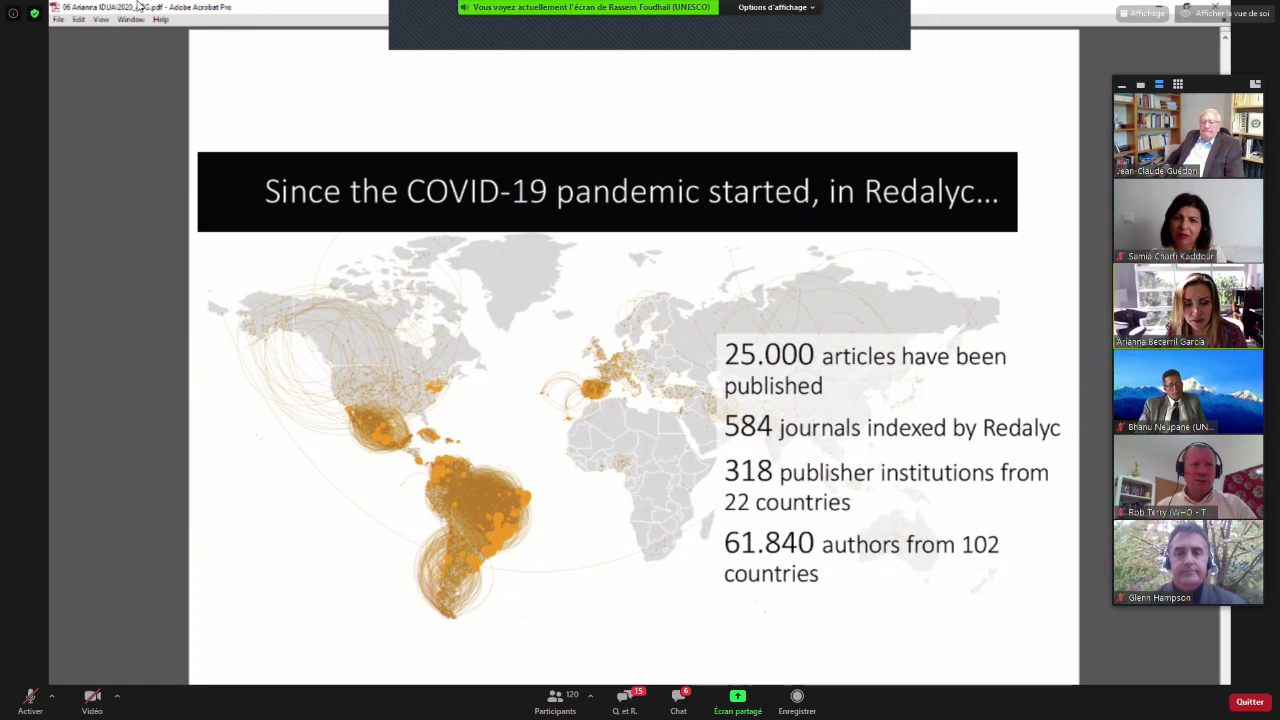 06 Arianna IDUAI2020_ABG.pdf - Adobe Acrobat Pro
Vous voyez actuellement l'écran de Rassem Foudhail (UNESCO)
Options d'affichage
Affichage
Afficher la vue de soi
File Edit View Window Help
Since the COVID-19 pandemic started, in Redalyc...
25.000 articles have been
published
584 journals indexed by Redalyc
318 publisher institutions from
22 countries
61.840 authors from 102
countries
Jean-Claude Guédon
Samia Charfi Kaddour
Arianna Becerril García
Bhanu Neupane (UN...
Rob Terry (WHO - T...
Glenn Hampson
Activer
Vidéo
120
Participants
15
Q. et R.
6
Chat
Écran partagé
Enregistrer
Quitter